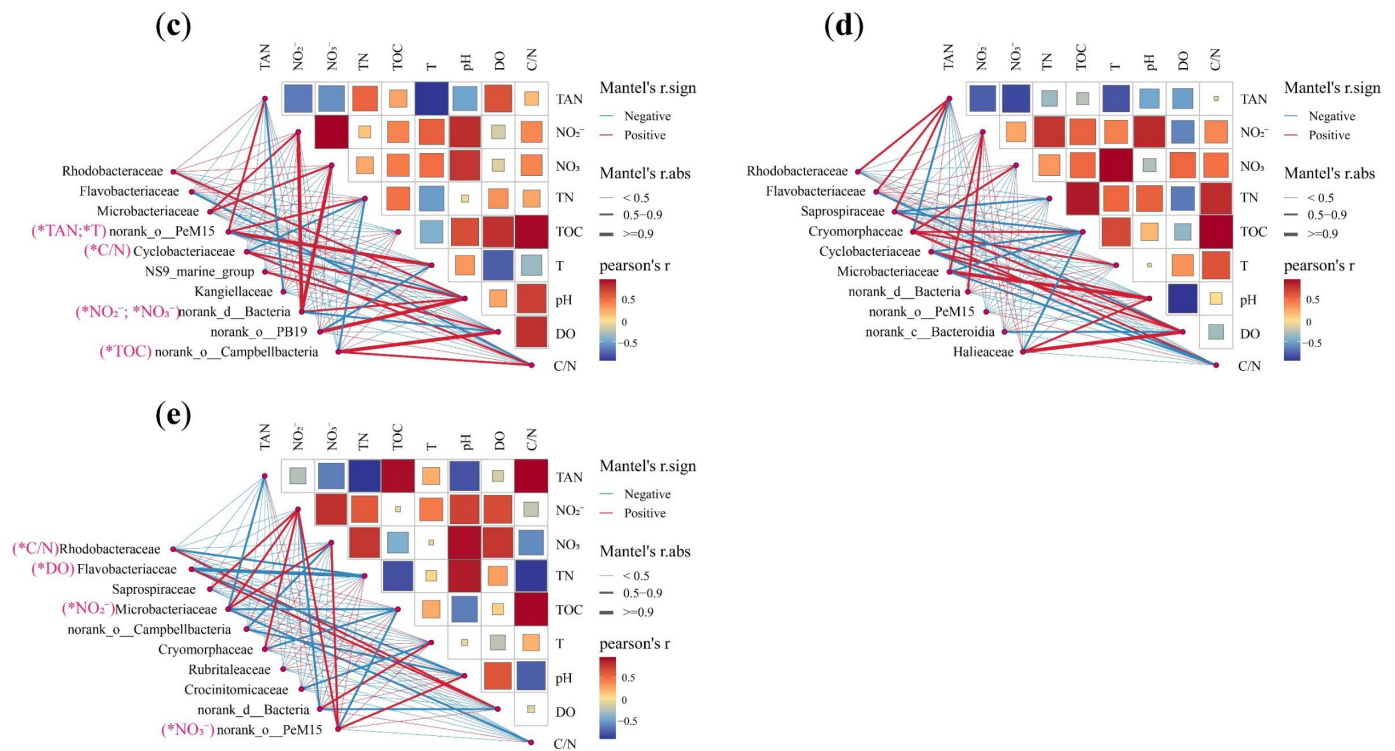 (c)
TAN NO₂⁻ NO₃⁻ TN TOC T pH DO C/N
TAN
NO₂⁻
NO₃
TN
TOC
T
pH
DO
C/N
Rhodobacteraceae
Flavobacteriaceae
Microbacteriaceae
(*TAN;*T) norank_o__PeM15
(*C/N) Cyclobacteriaceae
NS9_marine_group
Kangiellaceae
(*NO₂⁻; *NO₃⁻) norank_d__Bacteria
norank_o__PB19
(*TOC) norank_o__Campbellbacteria
Mantel's r.sign
Negative
Positive
Mantel's r.abs
< 0.5
0.5−0.9
>=0.9
pearson's r
0.5
0
−0.5
(d)
TAN NO₂⁻ NO₃⁻ TN TOC T pH DO C/N
TAN
NO₂⁻
NO₃
TN
TOC
T
pH
DO
C/N
Rhodobacteraceae
Flavobacteriaceae
Saprospiraceae
Cryomorphaceae
Cyclobacteriaceae
Microbacteriaceae
norank_d__Bacteria
norank_o__PeM15
norank_c__Bacteroidia
Halieaceae
Mantel's r.sign
Negative
Positive
Mantel's r.abs
< 0.5
0.5−0.9
>=0.9
pearson's r
0.5
0
−0.5
(e)
TAN NO₂⁻ NO₃⁻ TN TOC T pH DO C/N
TAN
NO₂⁻
NO₃
TN
TOC
T
pH
DO
C/N
(*C/N)Rhodobacteraceae
(*DO) Flavobacteriaceae
Saprospiraceae
(*NO₂⁻)Microbacteriaceae
norank_o__Campbellbacteria
Cryomorphaceae
Rubritaleaceae
Crocinitomicaceae
norank_d__Bacteria
(*NO₃⁻) norank_o__PeM15
Mantel's r.sign
Negative
Positive
Mantel's r.abs
< 0.5
0.5−0.9
>=0.9
pearson's r
0.5
0
−0.5